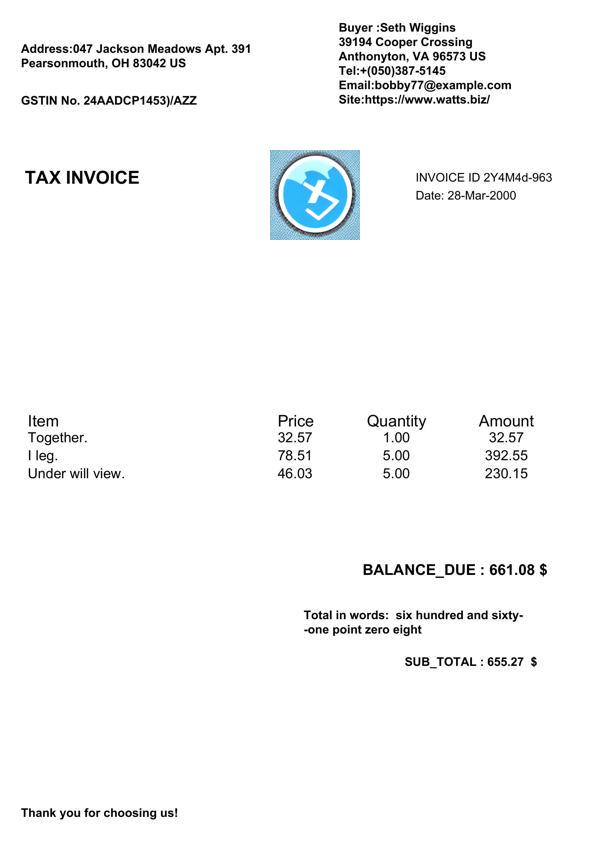 Address:047 Jackson Meadows Apt. 391
Pearsonmouth, OH 83042 US
GSTIN No. 24AADCP1453)/AZZ
Buyer :Seth Wiggins
39194 Cooper Crossing
Anthonyton, VA 96573 US
Tel:+(050)387-5145
Email:bobby77@example.com
Site:https://www.watts.biz/
TAX INVOICE
INVOICE ID 2Y4M4d-963
Date: 28-Mar-2000
Item Price Quantity Amount
Together. 32.57 1.00 32.57
I leg. 78.51 5.00 392.55
Under will view. 46.03 5.00 230.15
BALANCE_DUE : 661.08 $
Total in words: six hundred and sixty-
-one point zero eight
SUB_TOTAL : 655.27 $
Thank you for choosing us!